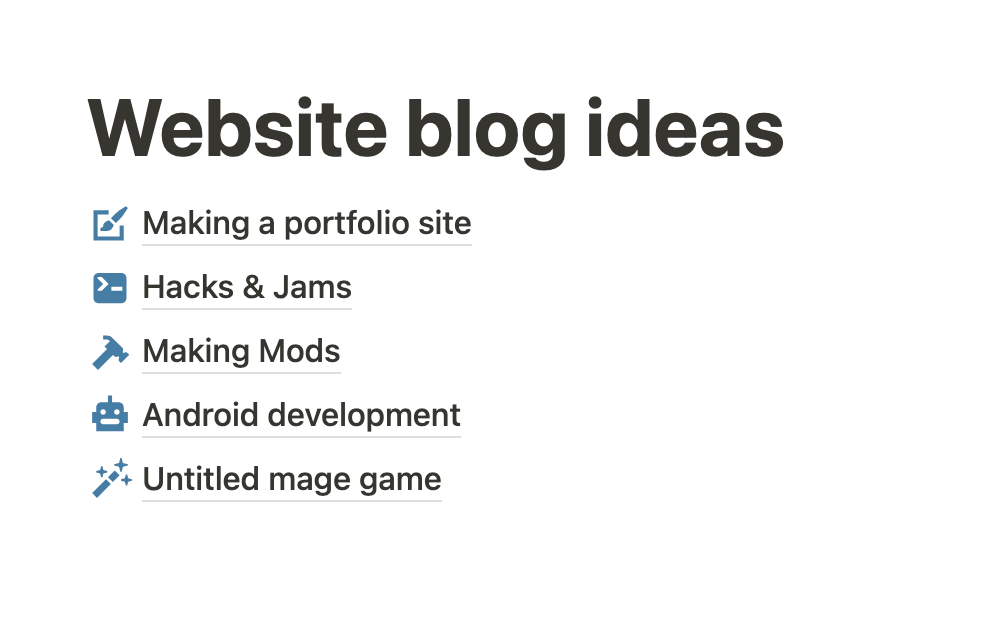 Website blog ideas
Making a portfolio site
Hacks & Jams
Making Mods
Android development
Untitled mage game